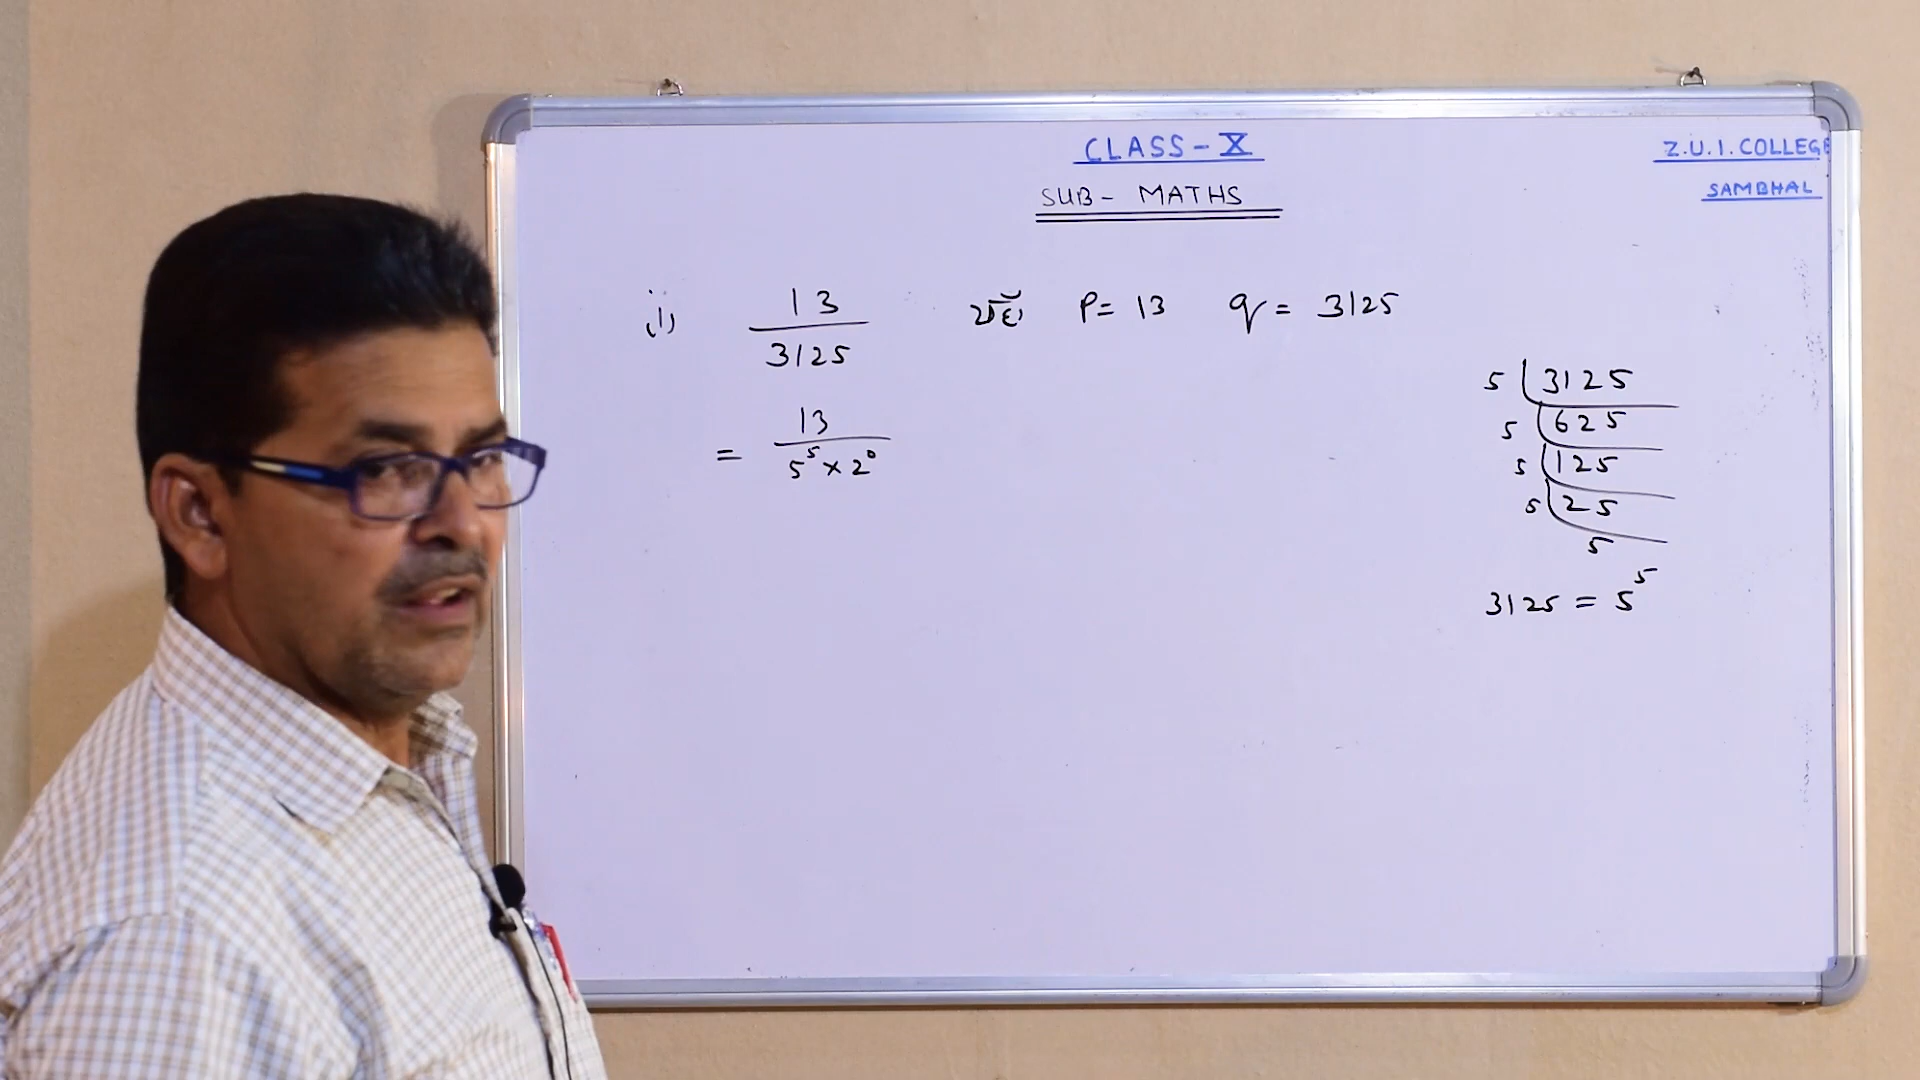 CLASS - X
Z.U.I. COLLEGE
SUB - MATHS
SAMBHAL
(i) 13/3125 यहाँ P = 13 q = 3125
= 13/5⁵ × 2⁰
5 | 3125
5 | 625
5 | 125
5 | 25
5
3125 = 5⁵